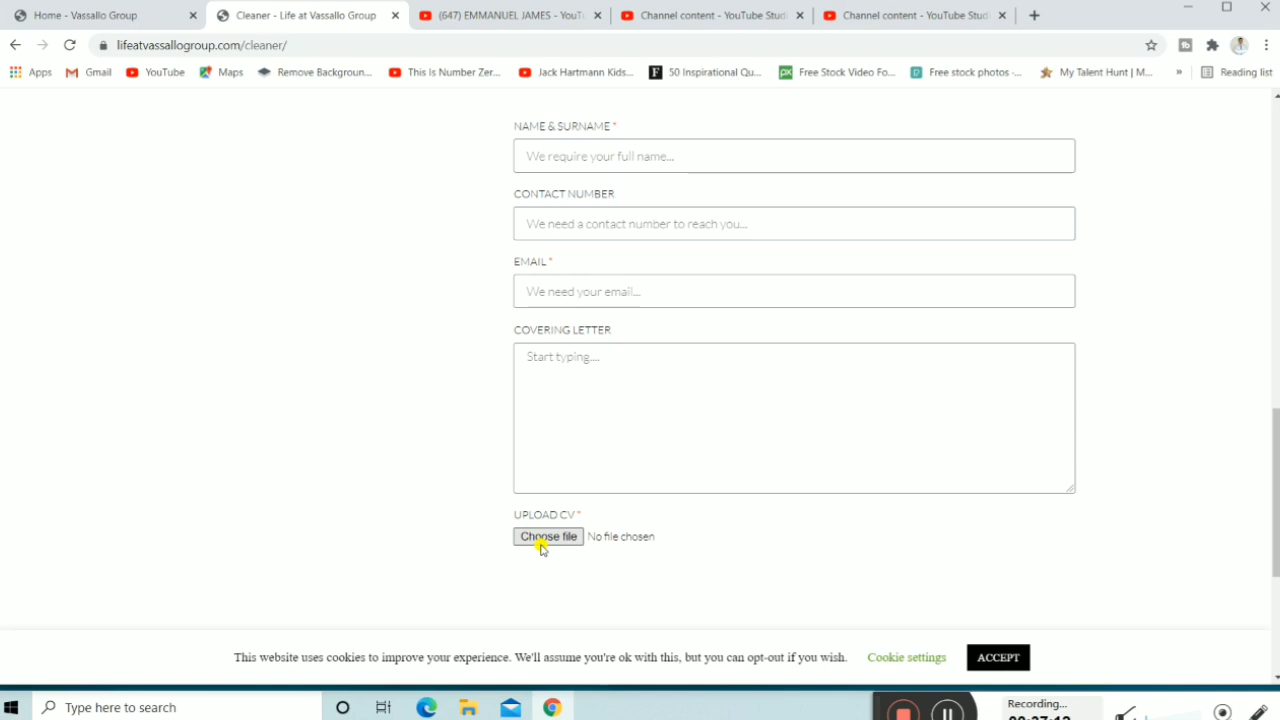 Home - Vassallo Group
Cleaner - Life at Vassallo Group
(647) EMMANUEL JAMES - YouT
Channel content - YouTube Studi
Channel content - YouTube Studi
lifeatvassallogroup.com/cleaner/
Apps
Gmail
YouTube
Maps
Remove Backgroun...
This Is Number Zer...
Jack Hartmann Kids...
50 Inspirational Qu...
Free Stock Video Fo...
Free stock photos ·...
My Talent Hunt | M...
»
Reading list
NAME & SURNAME *
We require your full name...
CONTACT NUMBER
We need a contact number to reach you...
EMAIL *
We need your email...
COVERING LETTER
Start typing....
UPLOAD CV *
Choose file No file chosen
This website uses cookies to improve your experience. We'll assume you're ok with this, but you can opt-out if you wish. Cookie settings ACCEPT
Type here to search
Recording...
00:37:12